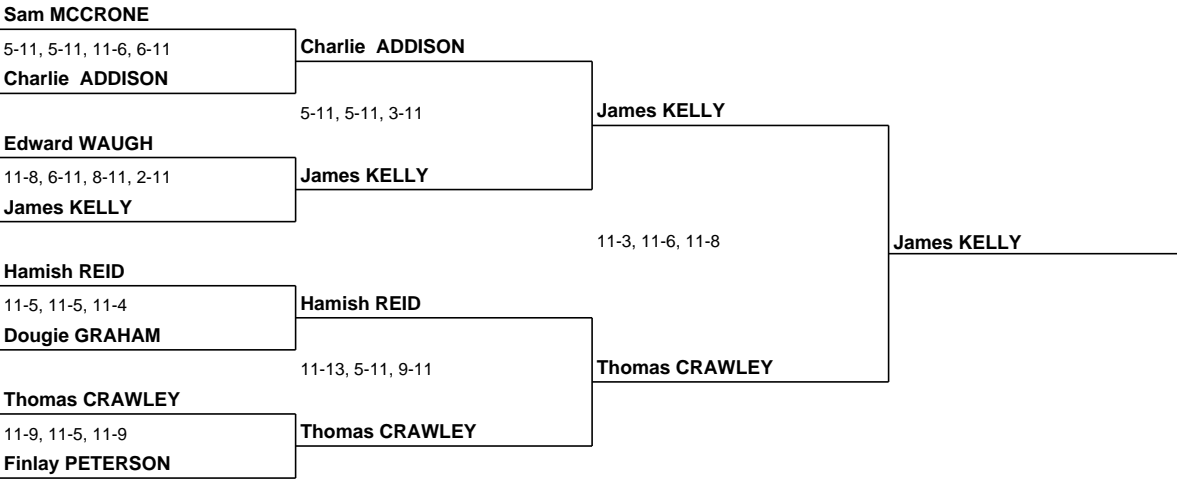 Sam MCCRONE
5-11, 5-11, 11-6, 6-11
Charlie  ADDISON
Charlie  ADDISON
5-11, 5-11, 3-11
James KELLY
Edward WAUGH
11-8, 6-11, 8-11, 2-11
James KELLY
James KELLY
11-3, 11-6, 11-8
James KELLY
Hamish REID
11-5, 11-5, 11-4
Dougie GRAHAM
Hamish REID
11-13, 5-11, 9-11
Thomas CRAWLEY
Thomas CRAWLEY
11-9, 11-5, 11-9
Finlay PETERSON
Thomas CRAWLEY